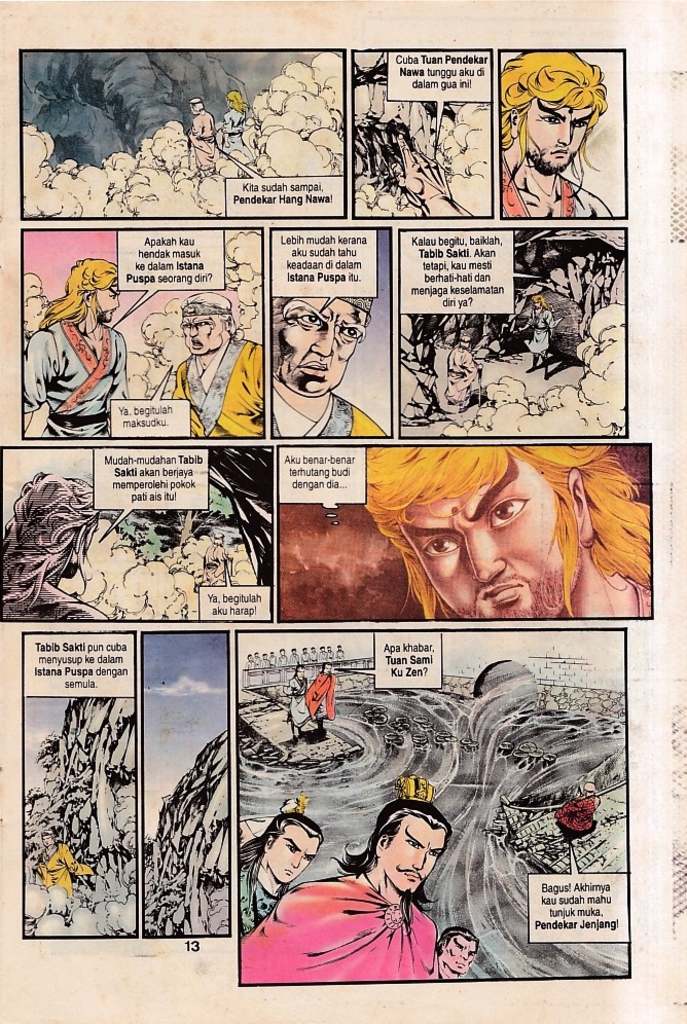 Kita sudah sampai,
Pendekar Hang Nawa!
Cuba Tuan Pendekar
Nawa tunggu aku di
dalam gua ini!
Apakah kau
hendak masuk
ke dalam Istana
Puspa seorang diri?
Ya, begitulah
maksudku.
Lebih mudah kerana
aku sudah tahu
keadaan di dalam
Istana Puspa itu.
Kalau begitu, baiklah,
Tabib Sakti. Akan
tetapi, kau mesti
berhati-hati dan
menjaga keselamatan
diri ya?
Mudah-mudahan Tabib
Sakti akan berjaya
memperolehi pokok
pati ais itu!
Ya, begitulah
aku harap!
Aku benar-benar
terhutang budi
dengan dia...
Tabib Sakti pun cuba
menyusup ke dalam
Istana Puspa dengan
semula.
Apa khabar,
Tuan Sami
Ku Zen?
Bagus! Akhirnya
kau sudah mahu
tunjuk muka,
Pendekar Jenjang!
13